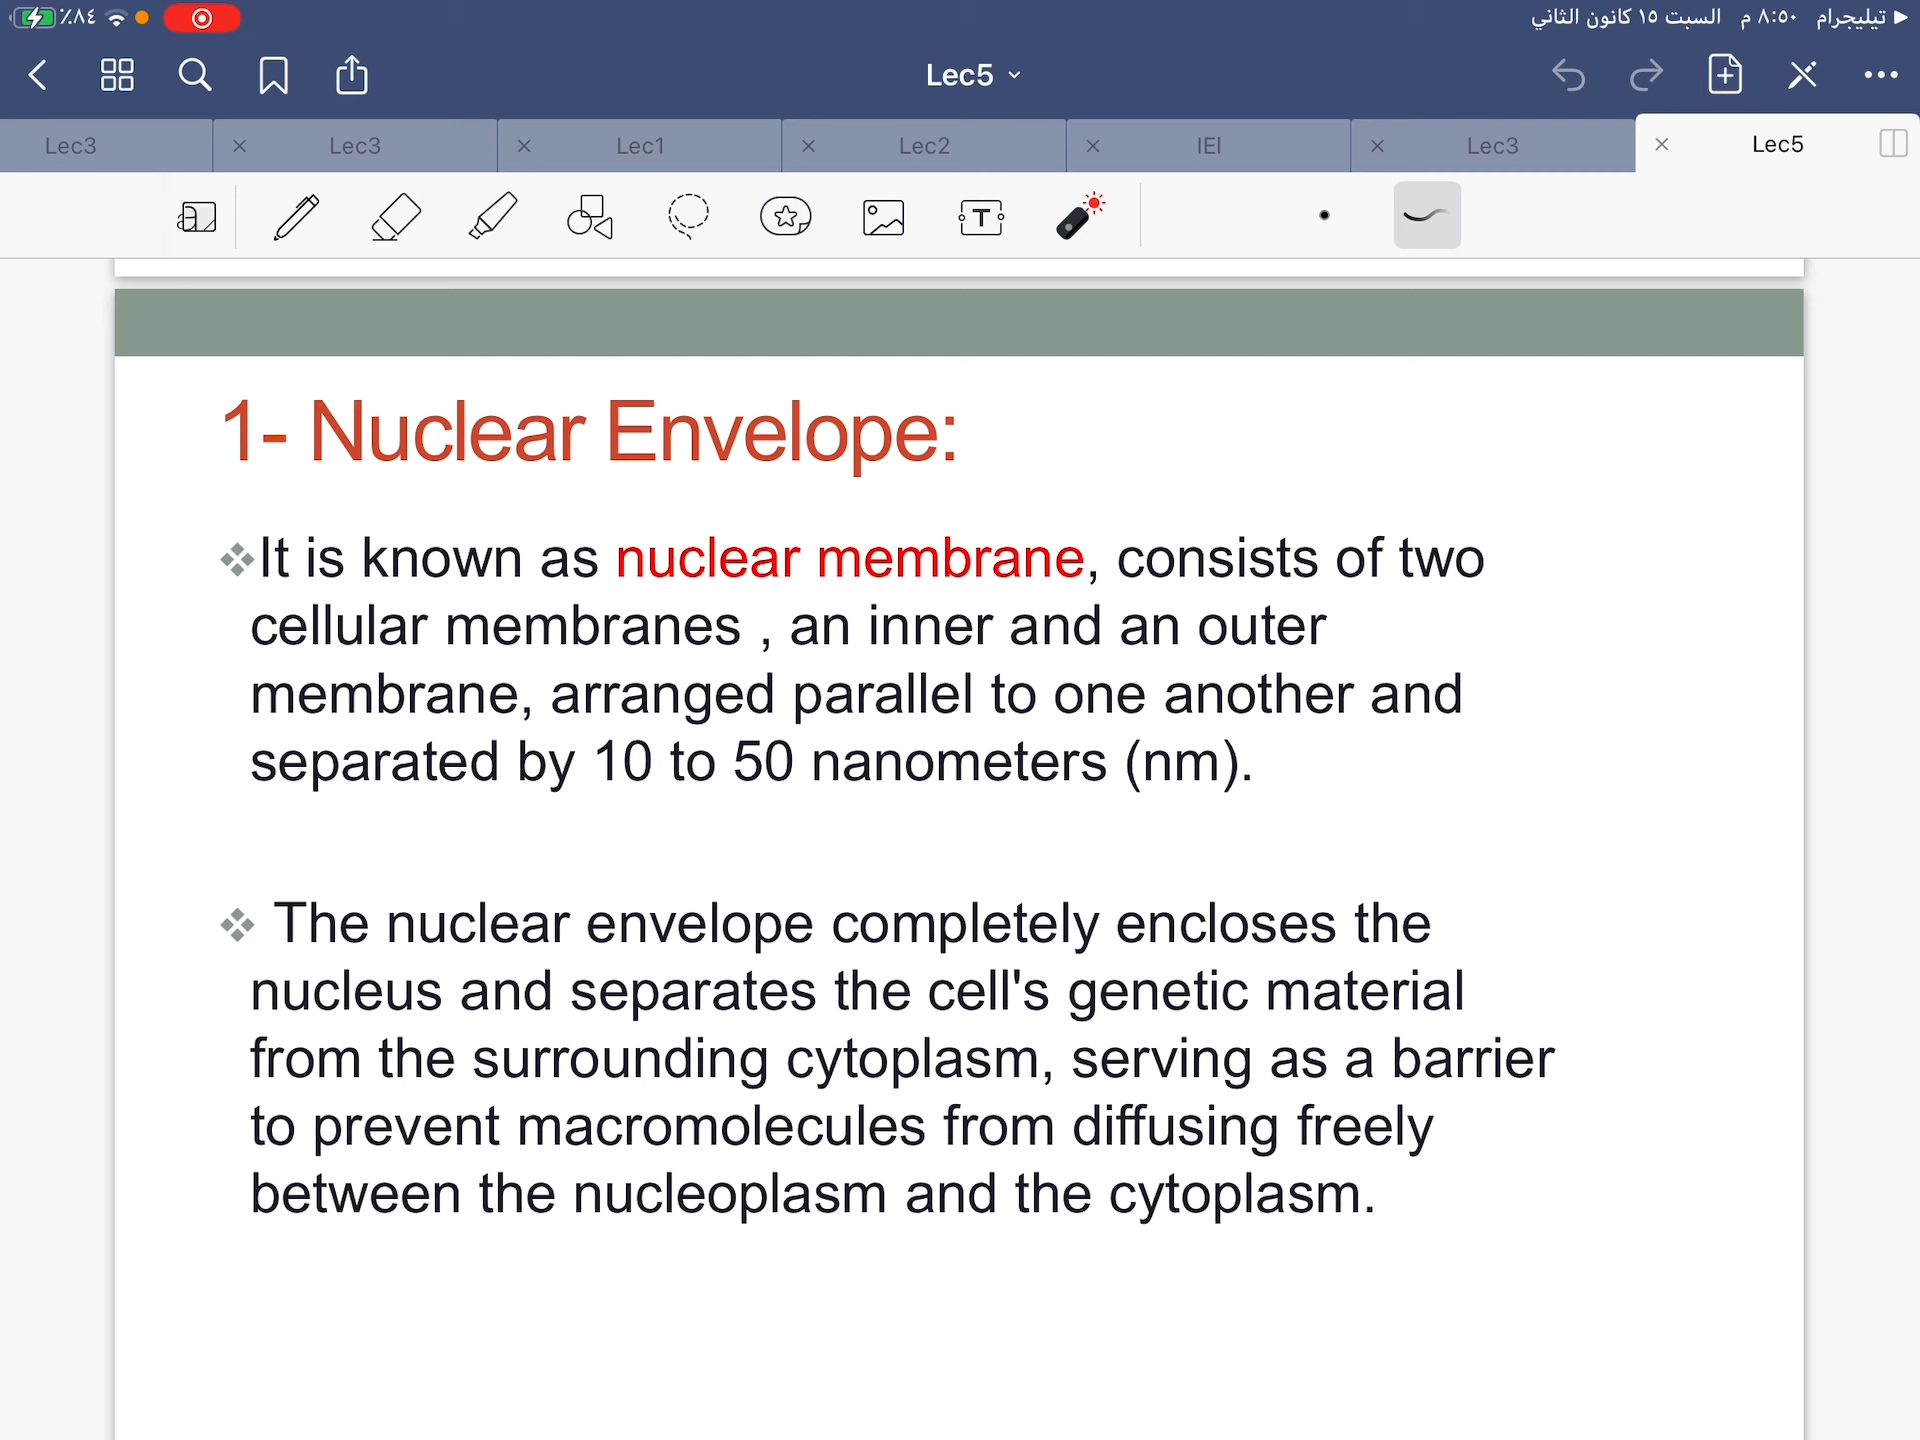 ٪٨٤
السبت ١٥ كانون الثاني ٨:٥٠ م تيليجرام
Lec5
Lec3 Lec3 Lec1 Lec2 IEI Lec3 Lec5
1- Nuclear Envelope:
It is known as nuclear membrane, consists of two
cellular membranes , an inner and an outer
membrane, arranged parallel to one another and
separated by 10 to 50 nanometers (nm).
The nuclear envelope completely encloses the
nucleus and separates the cell's genetic material
from the surrounding cytoplasm, serving as a barrier
to prevent macromolecules from diffusing freely
between the nucleoplasm and the cytoplasm.